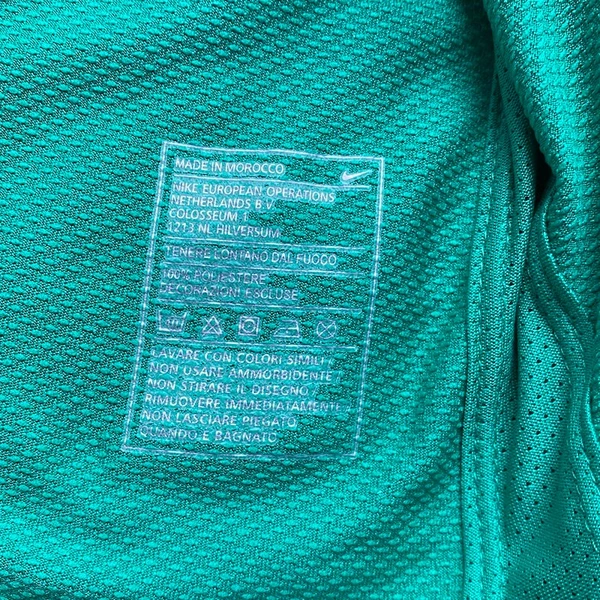 MADE IN MOROCCO
NIKE EUROPEAN OPERATIONS
NETHERLANDS B.V.
COLOSSEUM 1
1213 NL HILVERSUM
TENERE LONTANO DAL FUOCO
100% POLIESTERE
DECORAZIONI ESCLUSE
LAVARE CON COLORI SIMILI
NON USARE AMMORBIDENTE
NON STIRARE IL DISEGNO
RIMUOVERE IMMEDIATAMENTE
NON LASCIARE PIEGATO
QUANDO E BAGNATO